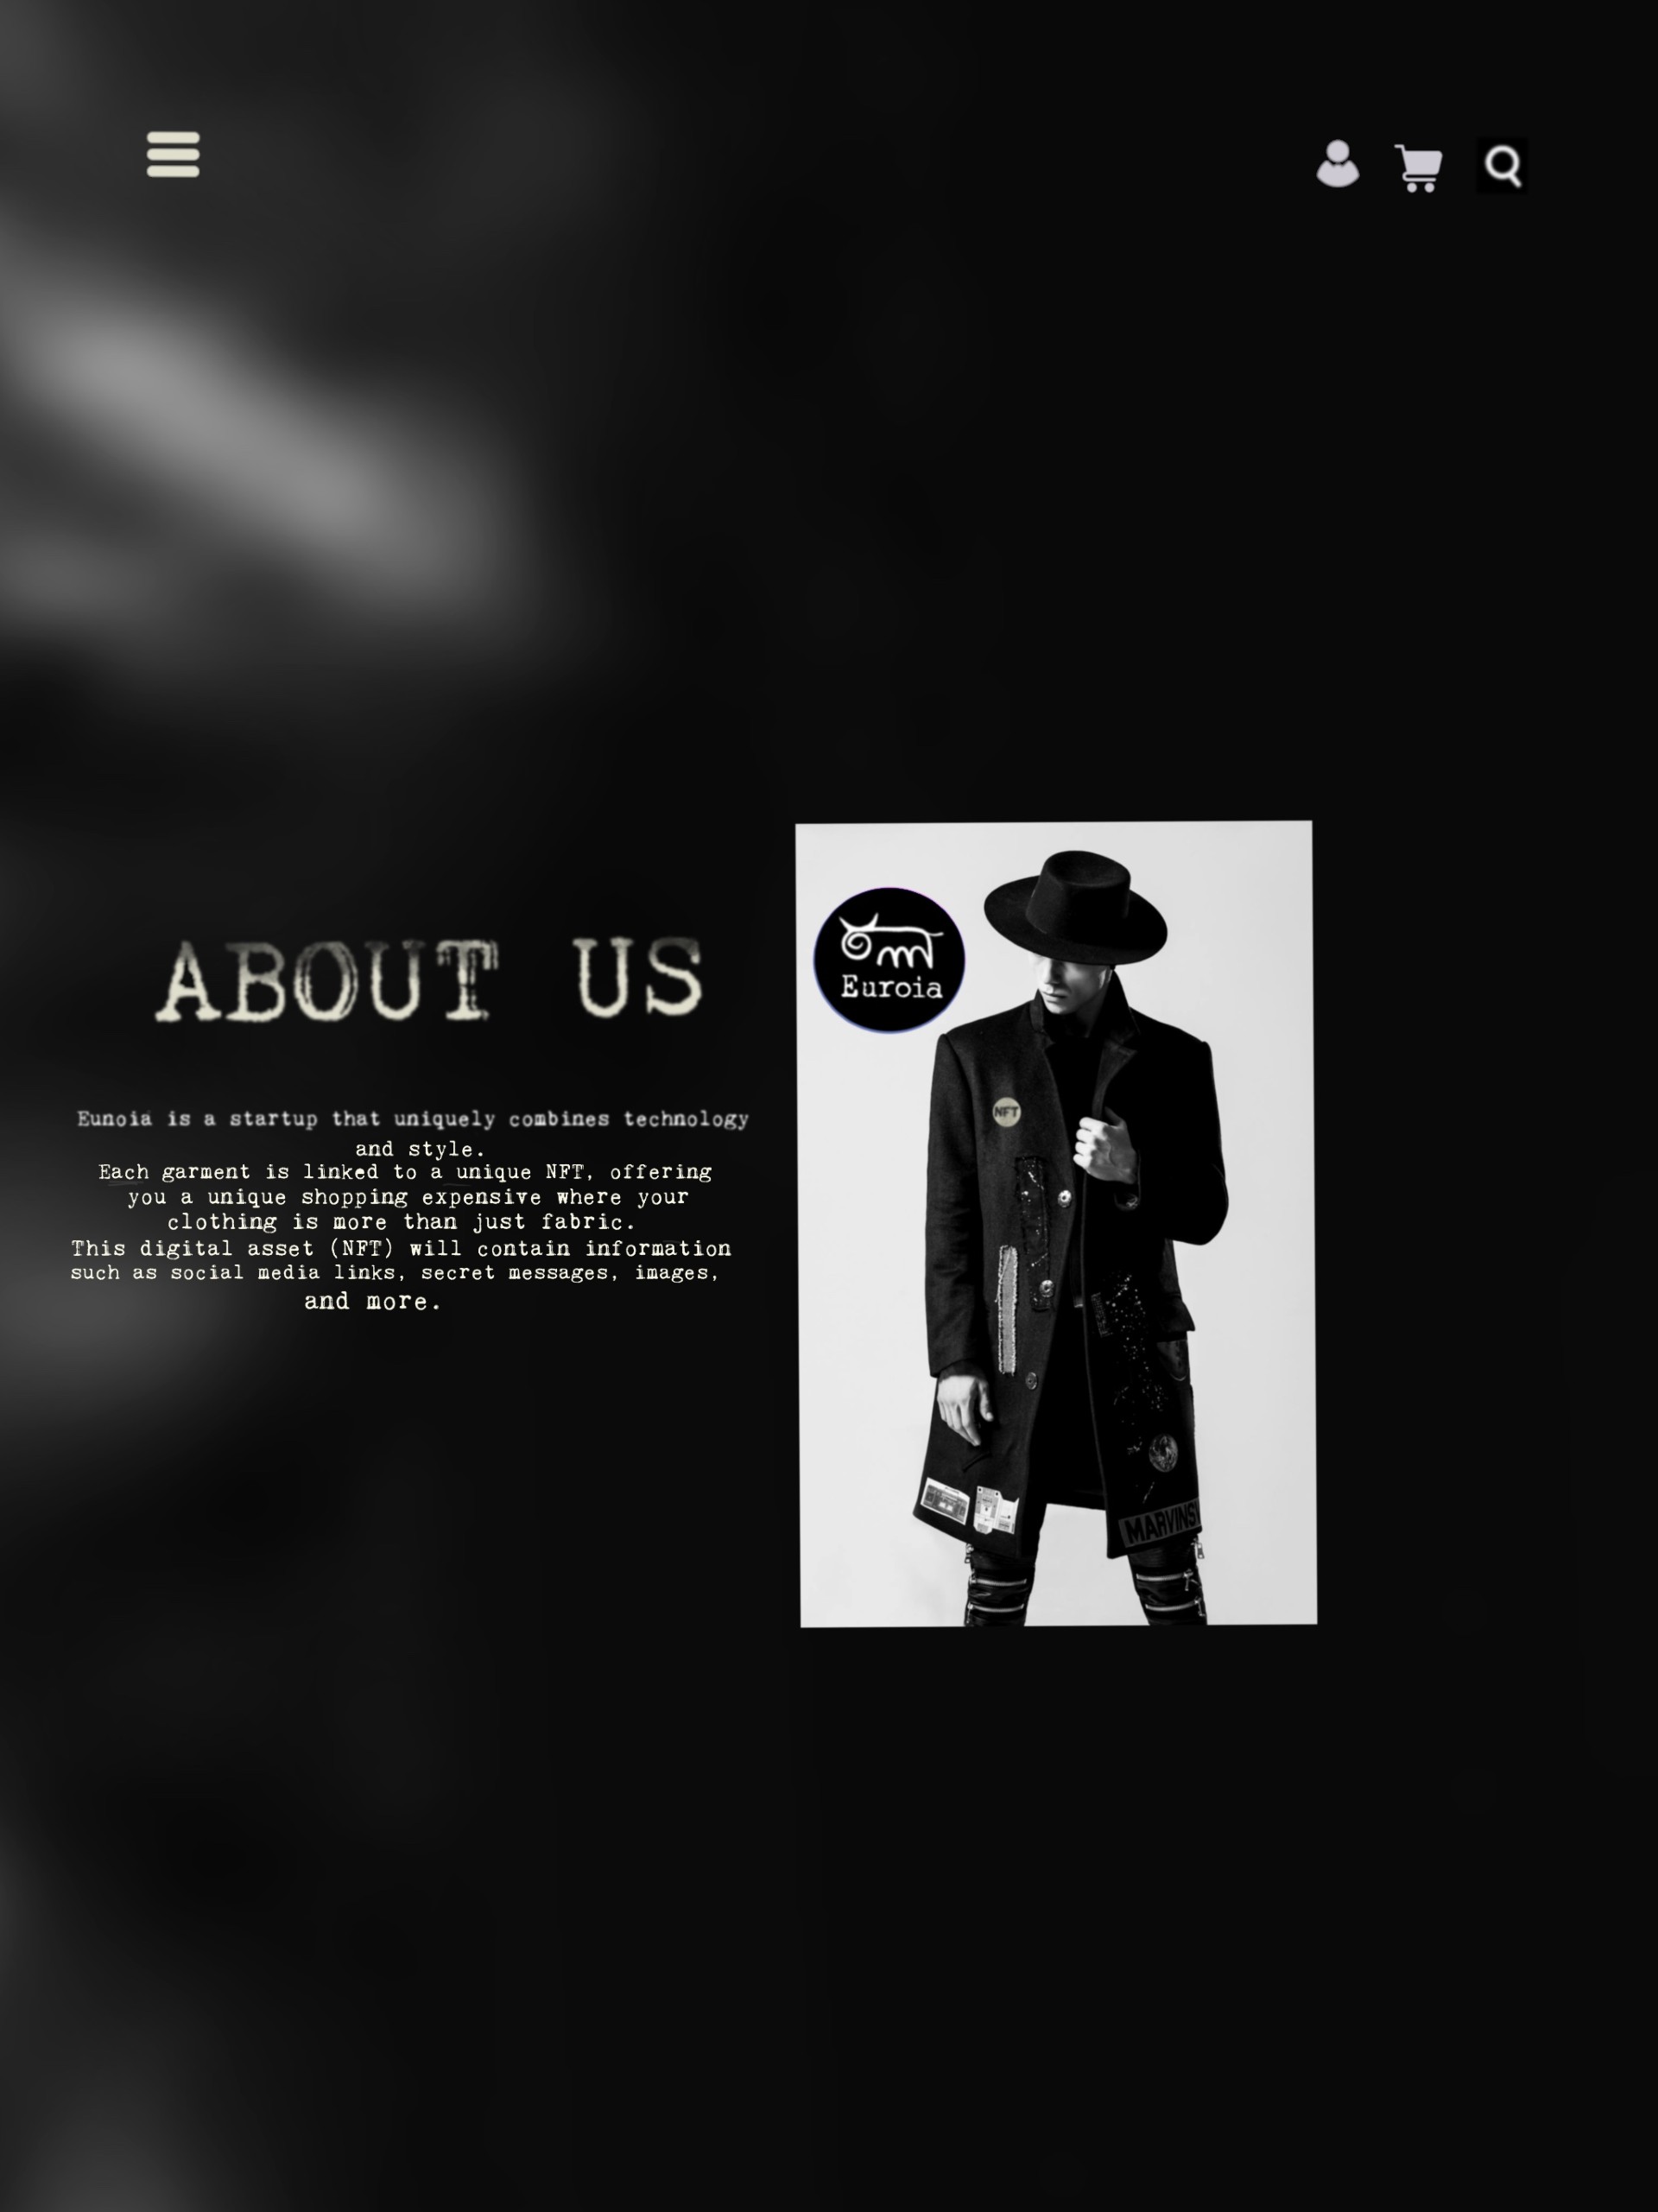 ABOUT US
Eunoia is a startup that uniquely combines technology
and style.
Each garment is linked to a unique NFT, offering
you a unique shopping expensive where your
clothing is more than just fabric.
This digital asset (NFT) will contain information
such as social media links, secret messages, images,
and more.
Euroia
NFT
MARVINS